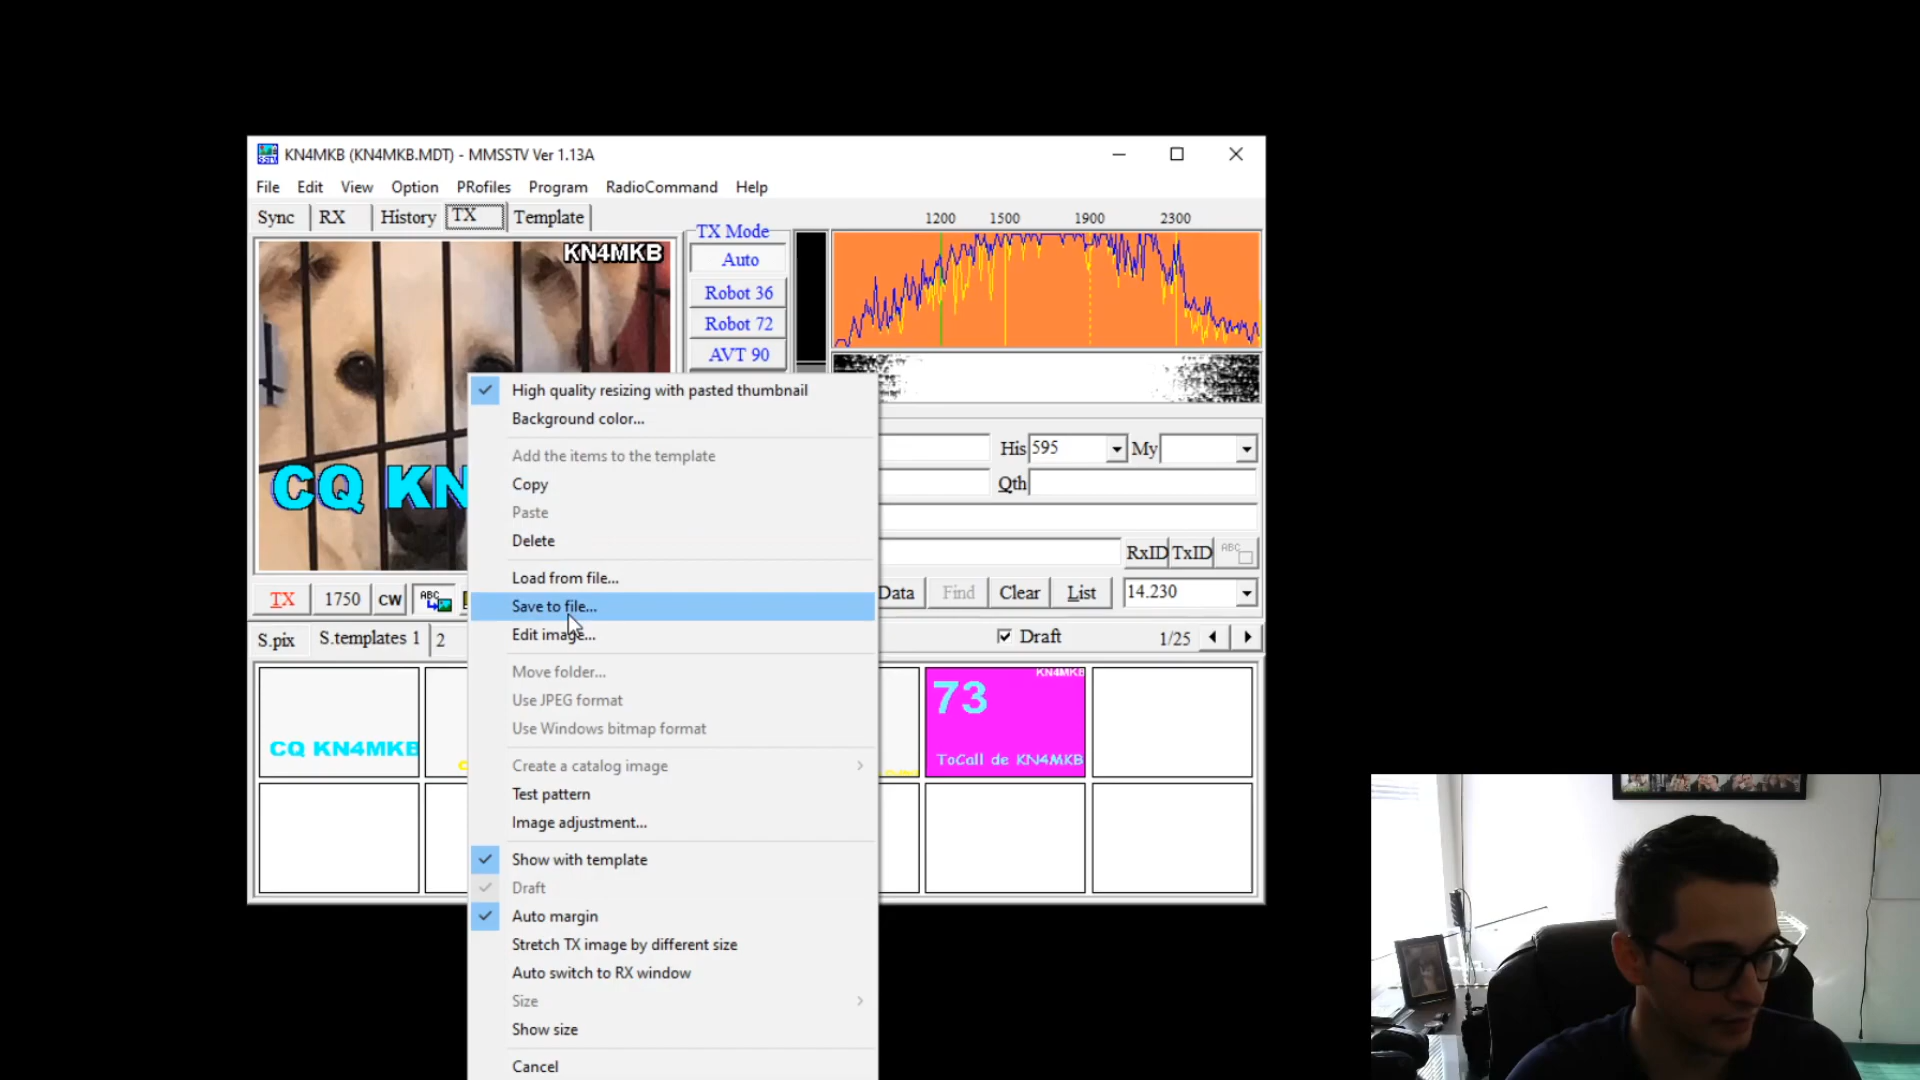 KN4MKB (KN4MKB.MDT) - MMSSTV Ver 1.13A
File Edit View Option PRofiles Program RadioCommand Help
Sync RX History TX Template
TX Mode
1200 1500 1900 2300
KN4MKB
Auto
Robot 36
Robot 72
AVT 90
High quality resizing with pasted thumbnail
Background color...
Add the items to the template
Copy
Paste
Delete
Load from file...
Save to file...
Edit image...
Move folder...
Use JPEG format
Use Windows bitmap format
Create a catalog image
Test pattern
Image adjustment...
Show with template
Draft
Auto margin
Stretch TX image by different size
Auto switch to RX window
Size
Show size
Cancel
His 595 My
Qth
CQ KN
RxID TxID ABC
TX 1750 CW ABC
Data Find Clear List 14.230
S.pix S.templates 1 2
Draft 1/25
CQ KN4MKB
KN4MKB
73
ToCall de KN4MKB